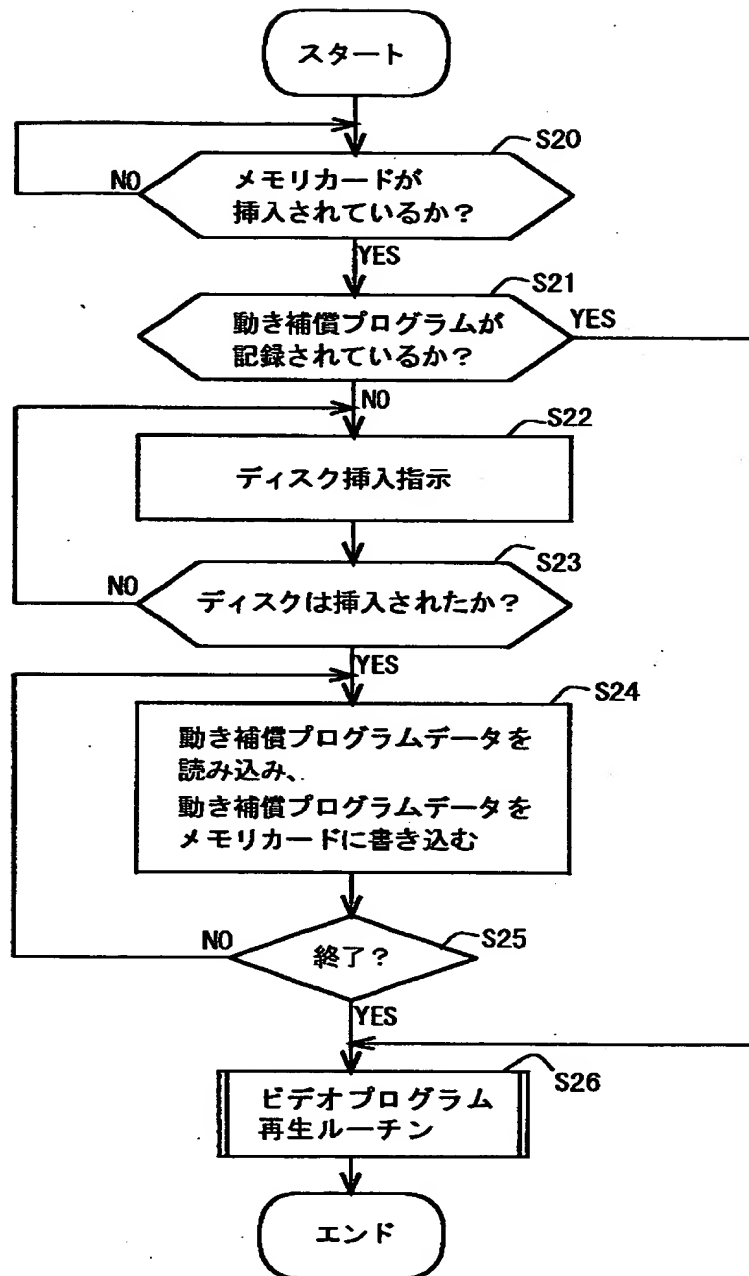 スタート
S20
NO
メモリカードが
挿入されているか？
YES
S21
動き補償プログラムが
記録されているか？
YES
NO
S22
ディスク挿入指示
S23
NO
ディスクは挿入されたか？
YES
S24
動き補償プログラムデータを
読み込み、
動き補償プログラムデータを
メモリカードに書き込む
NO
S25
終了？
YES
S26
ビデオプログラム
再生ルーチン
エンド